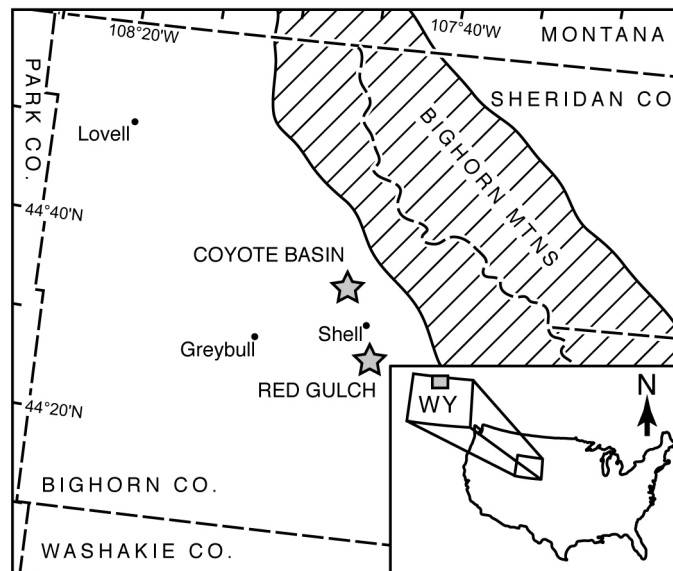 108°20'W
107°40'W
MONTANA
PARK CO.
SHERIDAN CO
Lovell
BIGHORN MTNS
44°40'N
COYOTE BASIN
Shell
Greybull
RED GULCH
44°20'N
WY
N
BIGHORN CO.
WASHAKIE CO.